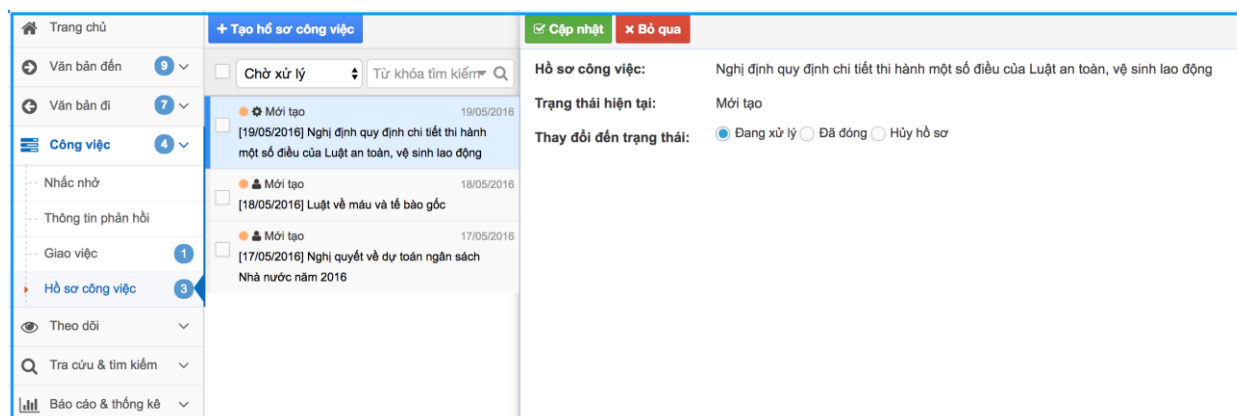 Trang chủ
Văn bản đến 9
Văn bản đi 7
Công việc 4
Nhắc nhở
Thông tin phản hồi
Giao việc 1
Hồ sơ công việc 3
Theo dõi
Tra cứu & tìm kiếm
Báo cáo & thống kê
+ Tạo hồ sơ công việc
Chờ xử lý Từ khóa tìm kiếm
Mới tạo 19/05/2016
[19/05/2016] Nghị định quy định chi tiết thi hành
một số điều của Luật an toàn, vệ sinh lao động
Mới tạo 18/05/2016
[18/05/2016] Luật về máu và tế bào gốc
Mới tạo 17/05/2016
[17/05/2016] Nghị quyết về dự toán ngân sách
Nhà nước năm 2016
Cập nhật × Bỏ qua
Hồ sơ công việc: Nghị định quy định chi tiết thi hành một số điều của Luật an toàn, vệ sinh lao động
Trạng thái hiện tại: Mới tạo
Thay đổi đến trạng thái: Đang xử lý Đã đóng Hủy hồ sơ